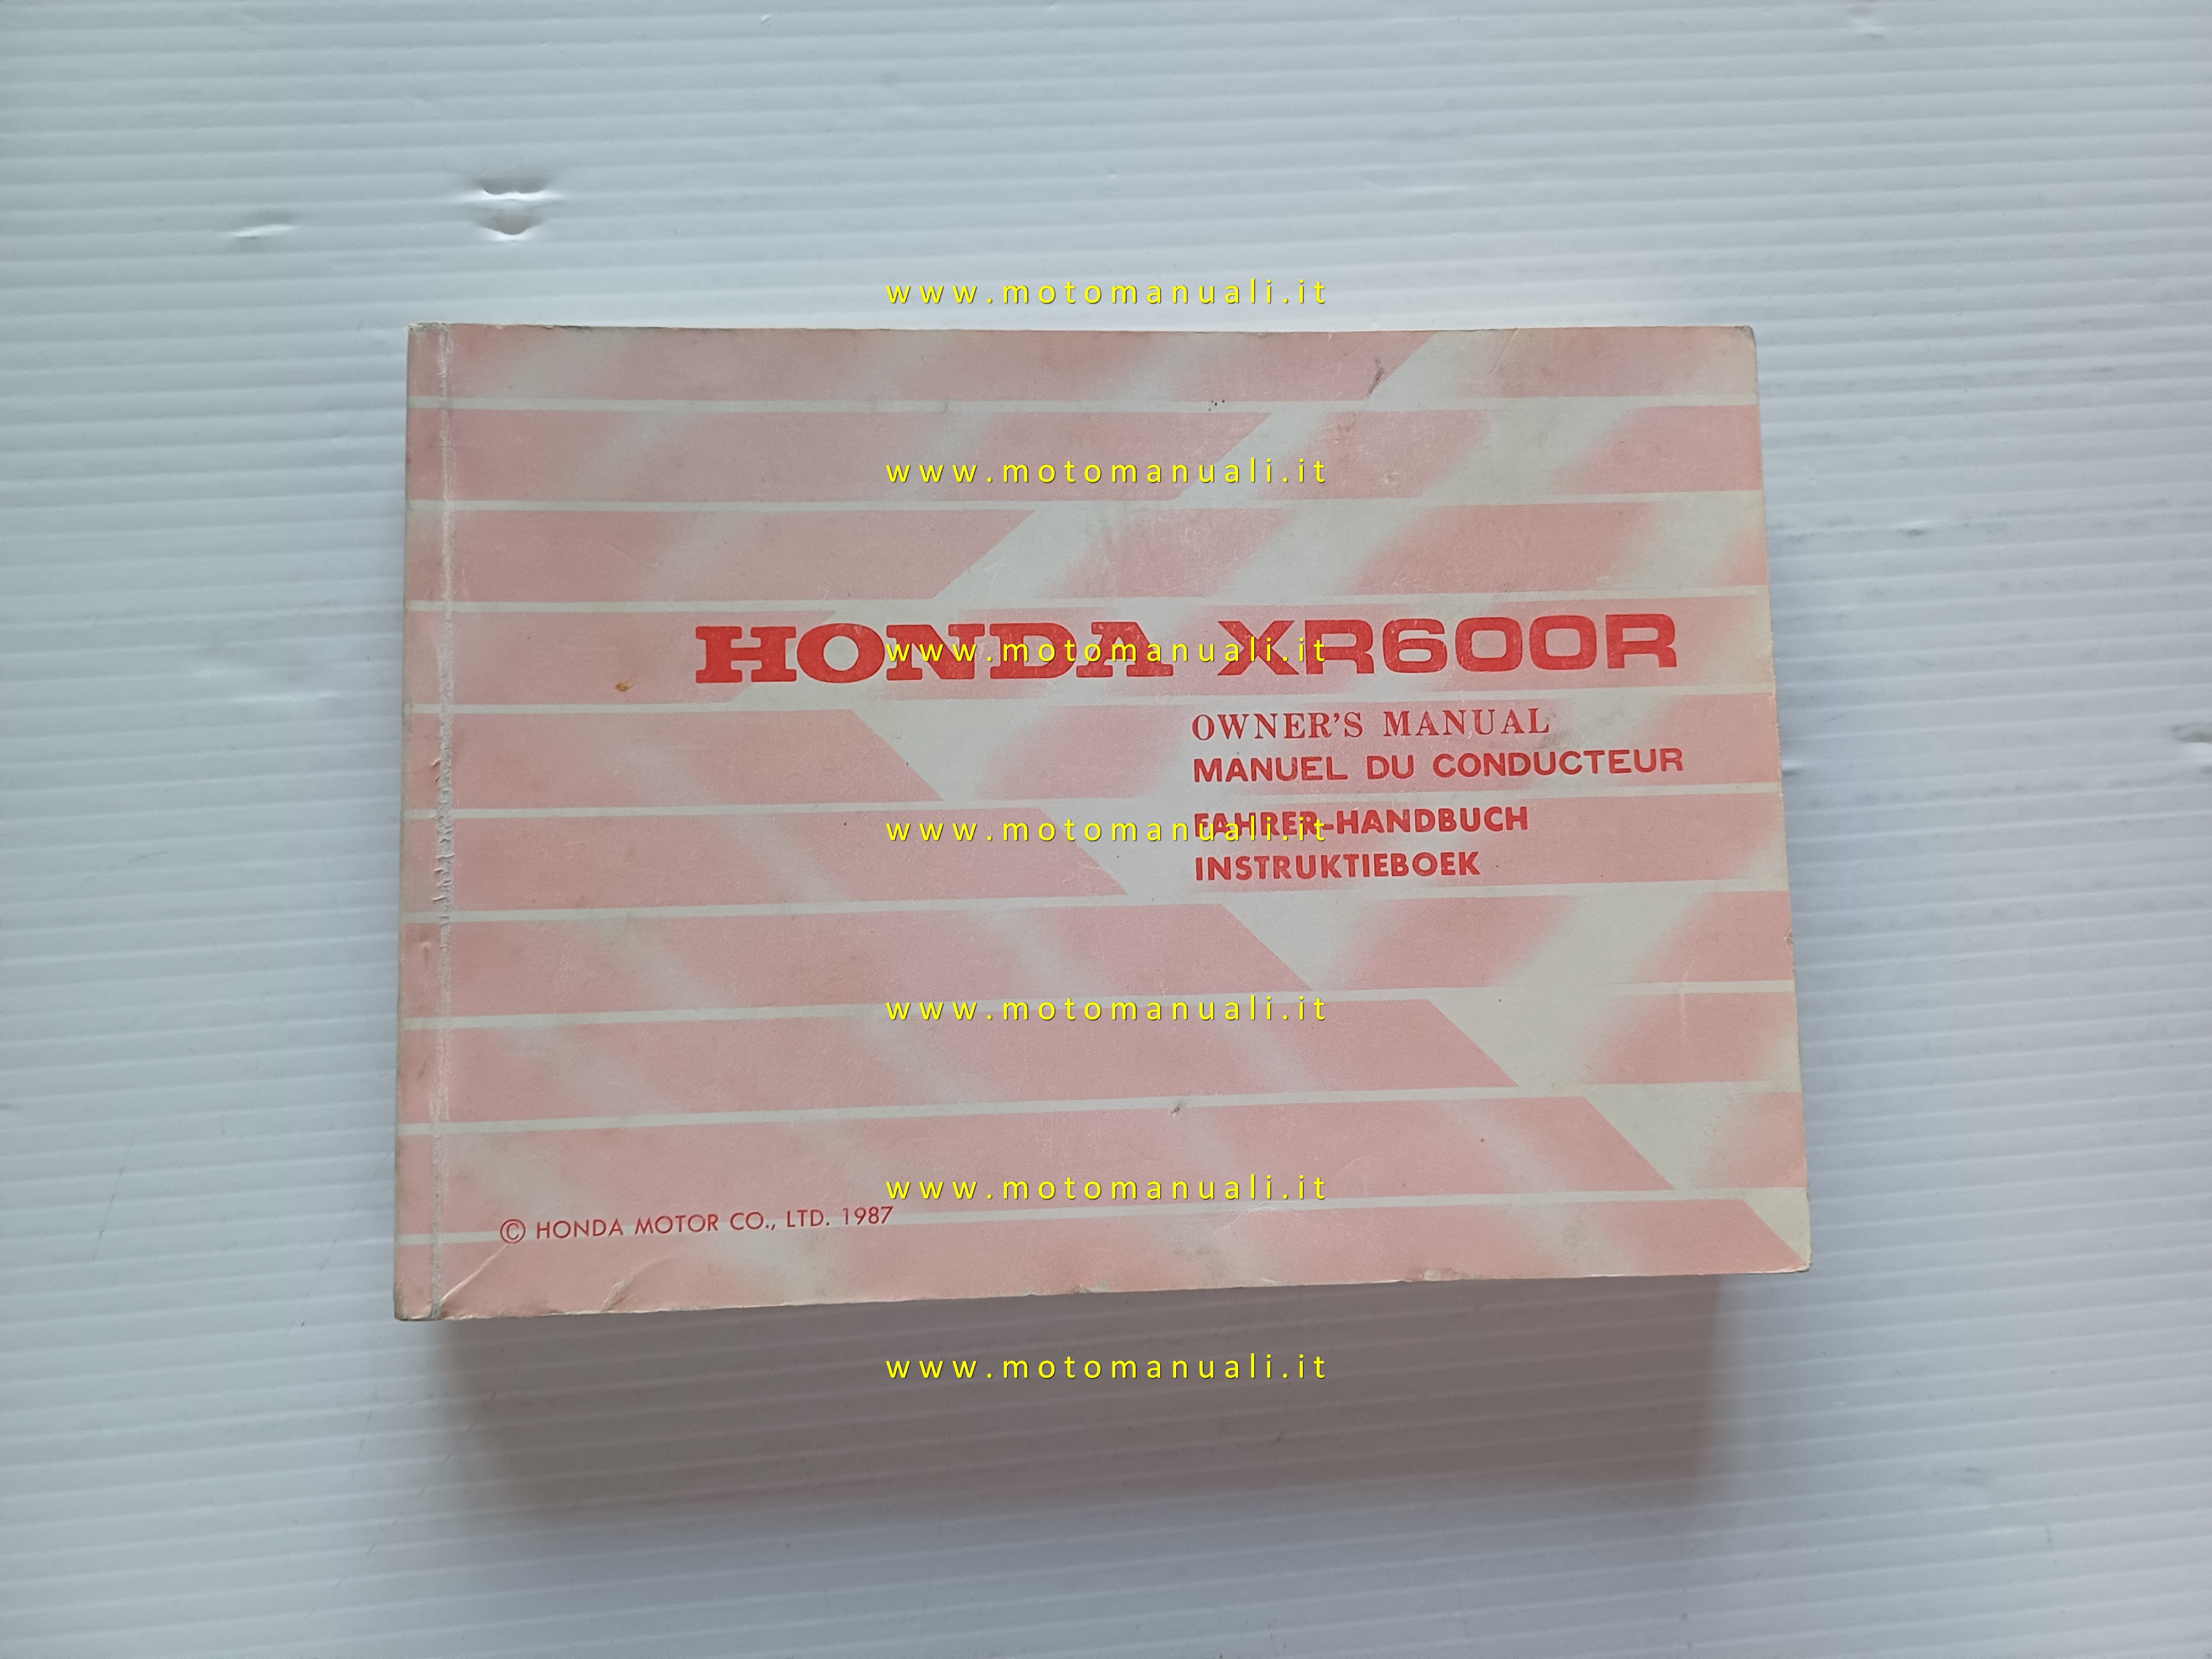 www.motomanuali.it
www.motomanuali.it
HONDA XR600R
www.motomanuali.it
OWNER'S MANUAL
MANUEL DU CONDUCTEUR
FAHRER-HANDBUCH
www.motomanuali.it
INSTRUKTIEBOEK
www.motomanuali.it
www.motomanuali.it
© HONDA MOTOR CO., LTD. 1987
www.motomanuali.it